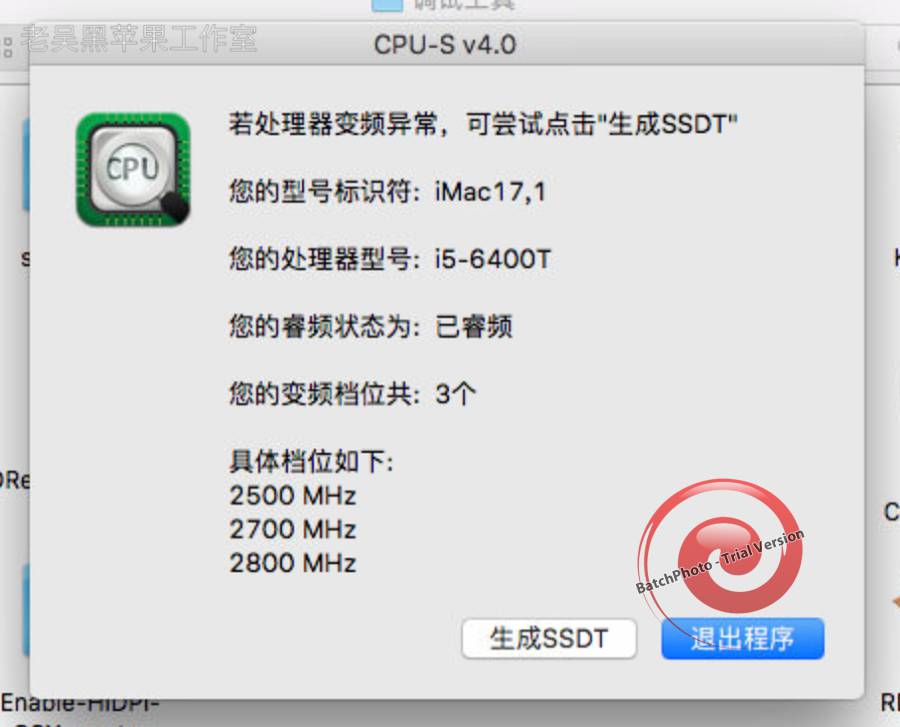 调试工具
老吴黑苹果工作室
CPU-S v4.0
CPU
若处理器变频异常，可尝试点击"生成SSDT"
您的型号标识符: iMac17,1
您的处理器型号: i5-6400T
您的睿频状态为: 已睿频
您的变频档位共: 3个
具体档位如下:
2500 MHz
2700 MHz
2800 MHz
BatchPhoto - Trial Version
生成SSDT
退出程序
Enable-HIDPI-